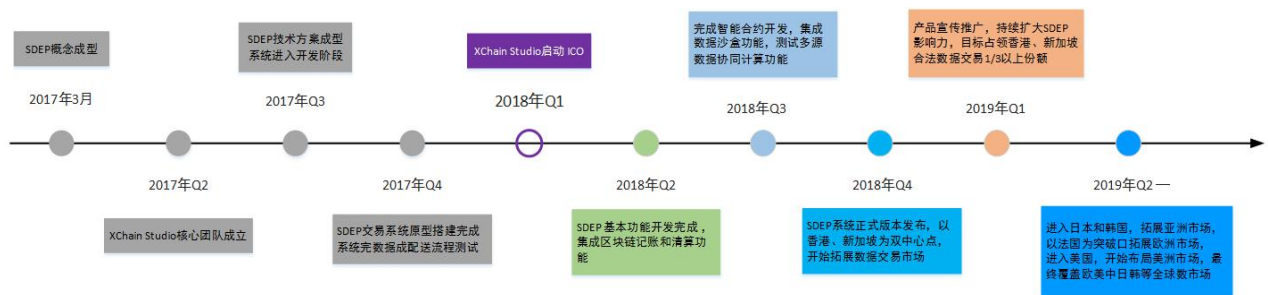 SDEP概念成型
2017年3月
2017年Q2
XChain Studio核心团队成立
SDEP技术方案成型
系统进入开发阶段
2017年Q3
2017年Q4
SDEP交易系统原型搭建完成
系统完数据成配送流程测试
XChain Studio启动 ICO
2018年Q1
2018年Q2
SDEP 基本功能开发完成，
集成区块链记账和清算功
能
完成智能合约开发，集成
数据沙盒功能，测试多源
数据协同计算功能
2018年Q3
2018年Q4
SDEP系统正式版本发布，以
香港、新加坡为双中心点，
开始拓展数据交易市场
产品宣传推广，持续扩大SDEP
影响力，目标占领香港、新加坡
合法数据交易1/3以上份额
2019年Q1
2019年Q2 —
进入日本和韩国，拓展亚洲市场，
以法国为突破口拓展欧洲市场，
进入美国，开始布局美洲市场，最
终覆盖欧美中日韩等全球数市场